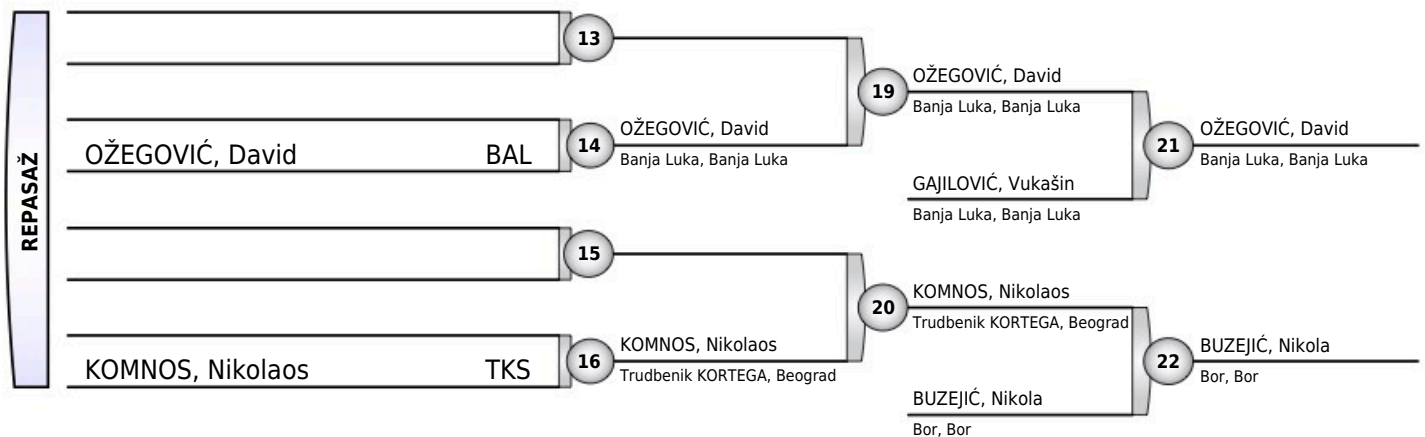 REPASAŽ
13
OŽEGOVIĆ, David BAL
14
OŽEGOVIĆ, David
Banja Luka, Banja Luka
15
KOMNOS, Nikolaos TKS
16
KOMNOS, Nikolaos
Trudbenik KORTEGA, Beograd
19
OŽEGOVIĆ, David
Banja Luka, Banja Luka
GAJILOVIĆ, Vukašin
Banja Luka, Banja Luka
20
KOMNOS, Nikolaos
Trudbenik KORTEGA, Beograd
BUZEJIĆ, Nikola
Bor, Bor
21
OŽEGOVIĆ, David
Banja Luka, Banja Luka
22
BUZEJIĆ, Nikola
Bor, Bor